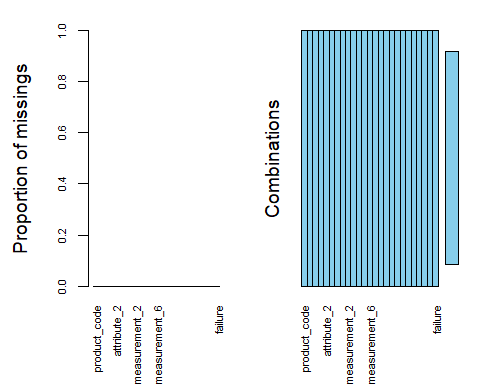 Proportion of missings
0.0
0.2
0.4
0.6
0.8
1.0
product_code
attribute_2
measurement_2
measurement_6
failure
Combinations
product_code
attribute_2
measurement_2
measurement_6
failure